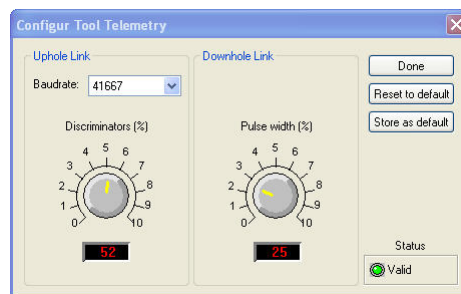 Configur Tool Telemetry
Uphole Link
Baudrate: 41667
Discriminators (%)
0 1 2 3 4 5 6 7 8 9 10
52
Downhole Link
Pulse width (%)
0 1 2 3 4 5 6 7 8 9 10
25
Done
Reset to default
Store as default
Status
Valid